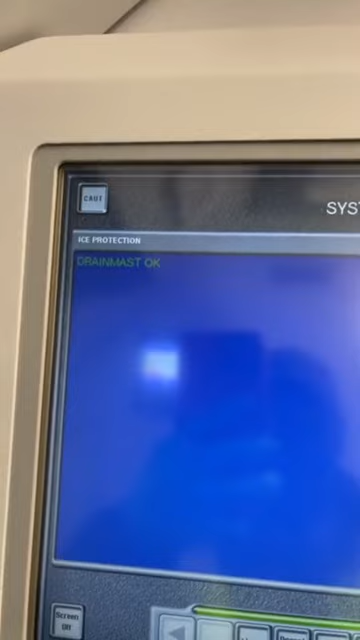 CAUT
SYST
ICE PROTECTION
DRAINMAST OK
Screen
Off